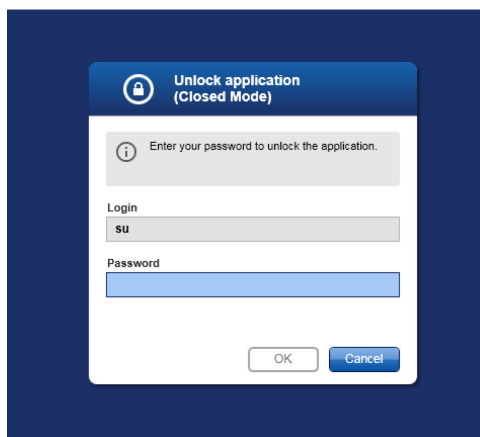 Unlock application
(Closed Mode)
Enter your password to unlock the application.
Login
su
Password
OK
Cancel